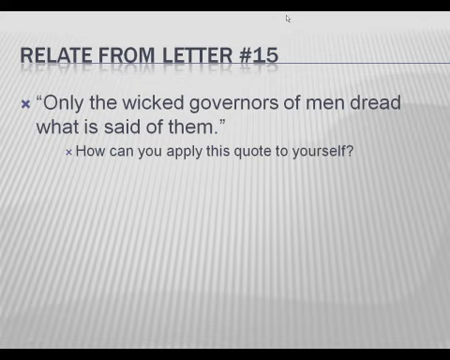 RELATE FROM LETTER #15
“Only the wicked governors of men dread
what is said of them.”
How can you apply this quote to yourself?